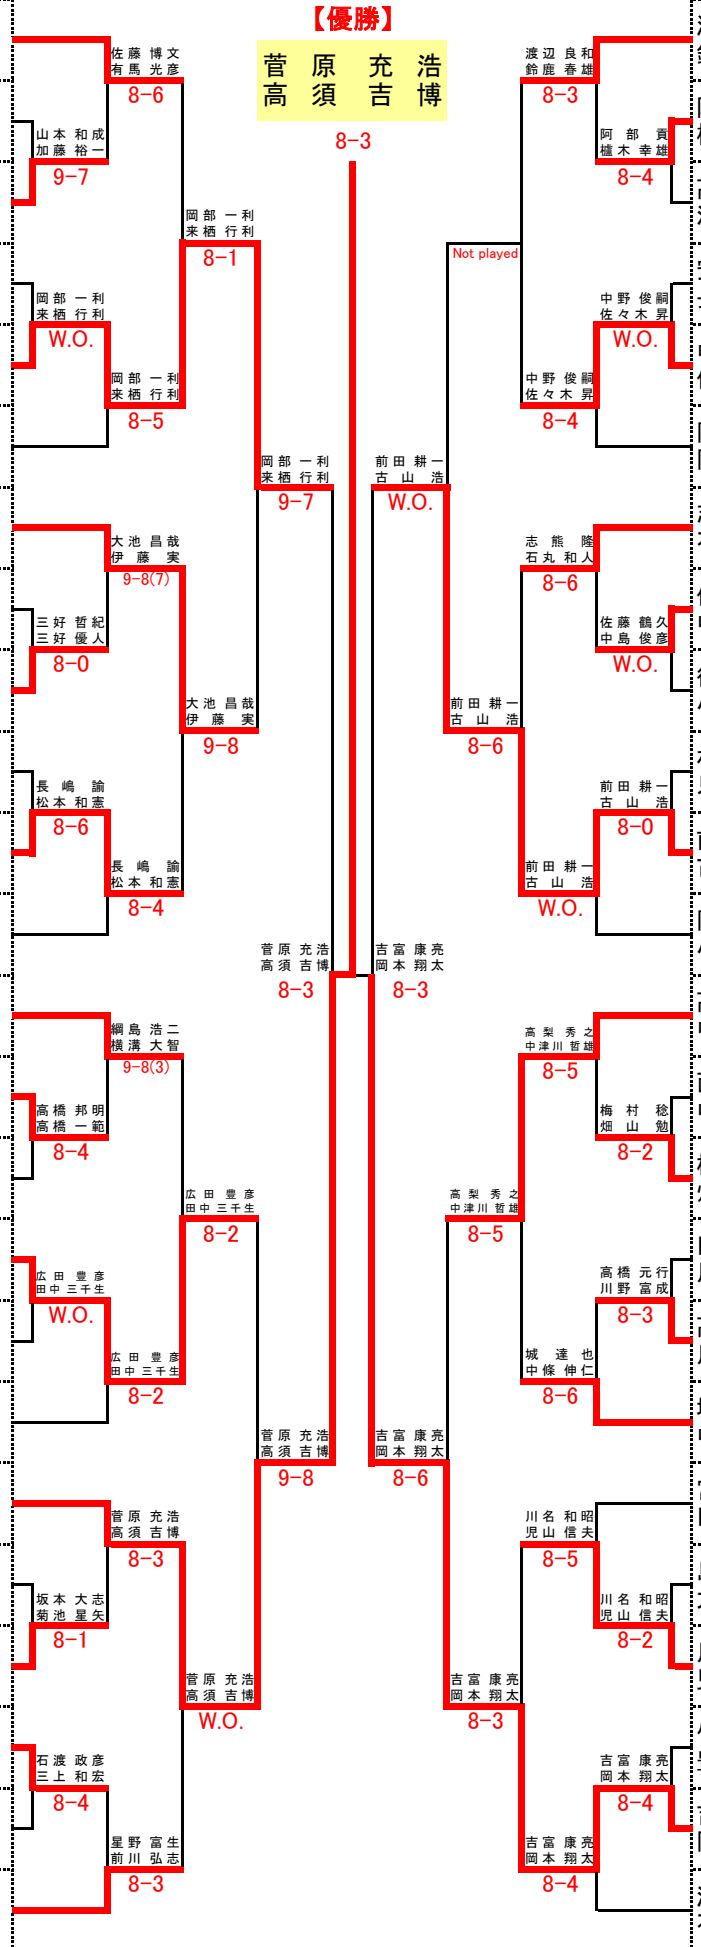 【優勝】
菅原 充浩
高須 吉博
8-3
佐藤 博文
有馬 光彦
8-6
山本 和成
加藤 裕一
9-7
岡部 一利
来栖 行利
8-1
岡部 一利
来栖 行利
W.O.
岡部 一利
来栖 行利
8-5
岡部 一利
来栖 行利
9-7
大池 昌哉
伊藤 実
9-8(7)
三好 哲紀
三好 優人
8-0
大池 昌哉
伊藤 実
9-8
長嶋 諭
松本 和憲
8-6
長嶋 諭
松本 和憲
8-4
菅原 充浩
高須 吉博
8-3
綱島 浩二
横溝 大智
9-8(3)
高橋 邦明
高橋 一範
8-4
広田 豊彦
田中 三千生
8-2
広田 豊彦
田中 三千生
W.O.
広田 豊彦
田中 三千生
8-2
菅原 充浩
高須 吉博
9-8
菅原 充浩
高須 吉博
8-3
坂本 大志
菊池 星矢
8-1
菅原 充浩
高須 吉博
W.O.
石渡 政彦
三上 和宏
8-4
星野 富生
前川 弘志
8-3
渡辺 良和
鈴鹿 春雄
8-3
阿部 貢
櫨木 幸雄
8-4
Not played
中野 俊嗣
佐々木 昇
W.O.
中野 俊嗣
佐々木 昇
8-4
前田 耕一
古山 浩
W.O.
志熊 隆
石丸 和人
8-6
佐藤 鶴久
中島 俊彦
W.O.
前田 耕一
古山 浩
8-6
前田 耕一
古山 浩
8-0
前田 耕一
古山 浩
W.O.
吉富 康亮
岡本 翔太
8-3
高梨 秀之
中津川 哲雄
8-5
梅村 稔
畑山 勉
8-2
高梨 秀之
中津川 哲雄
8-5
高橋 元行
川野 富成
8-3
城 達也
中條 伸仁
8-6
吉富 康亮
岡本 翔太
8-6
川名 和昭
児山 信夫
8-5
川名 和昭
児山 信夫
8-2
吉富 康亮
岡本 翔太
8-3
吉富 康亮
岡本 翔太
8-4
吉富 康亮
岡本 翔太
8-4